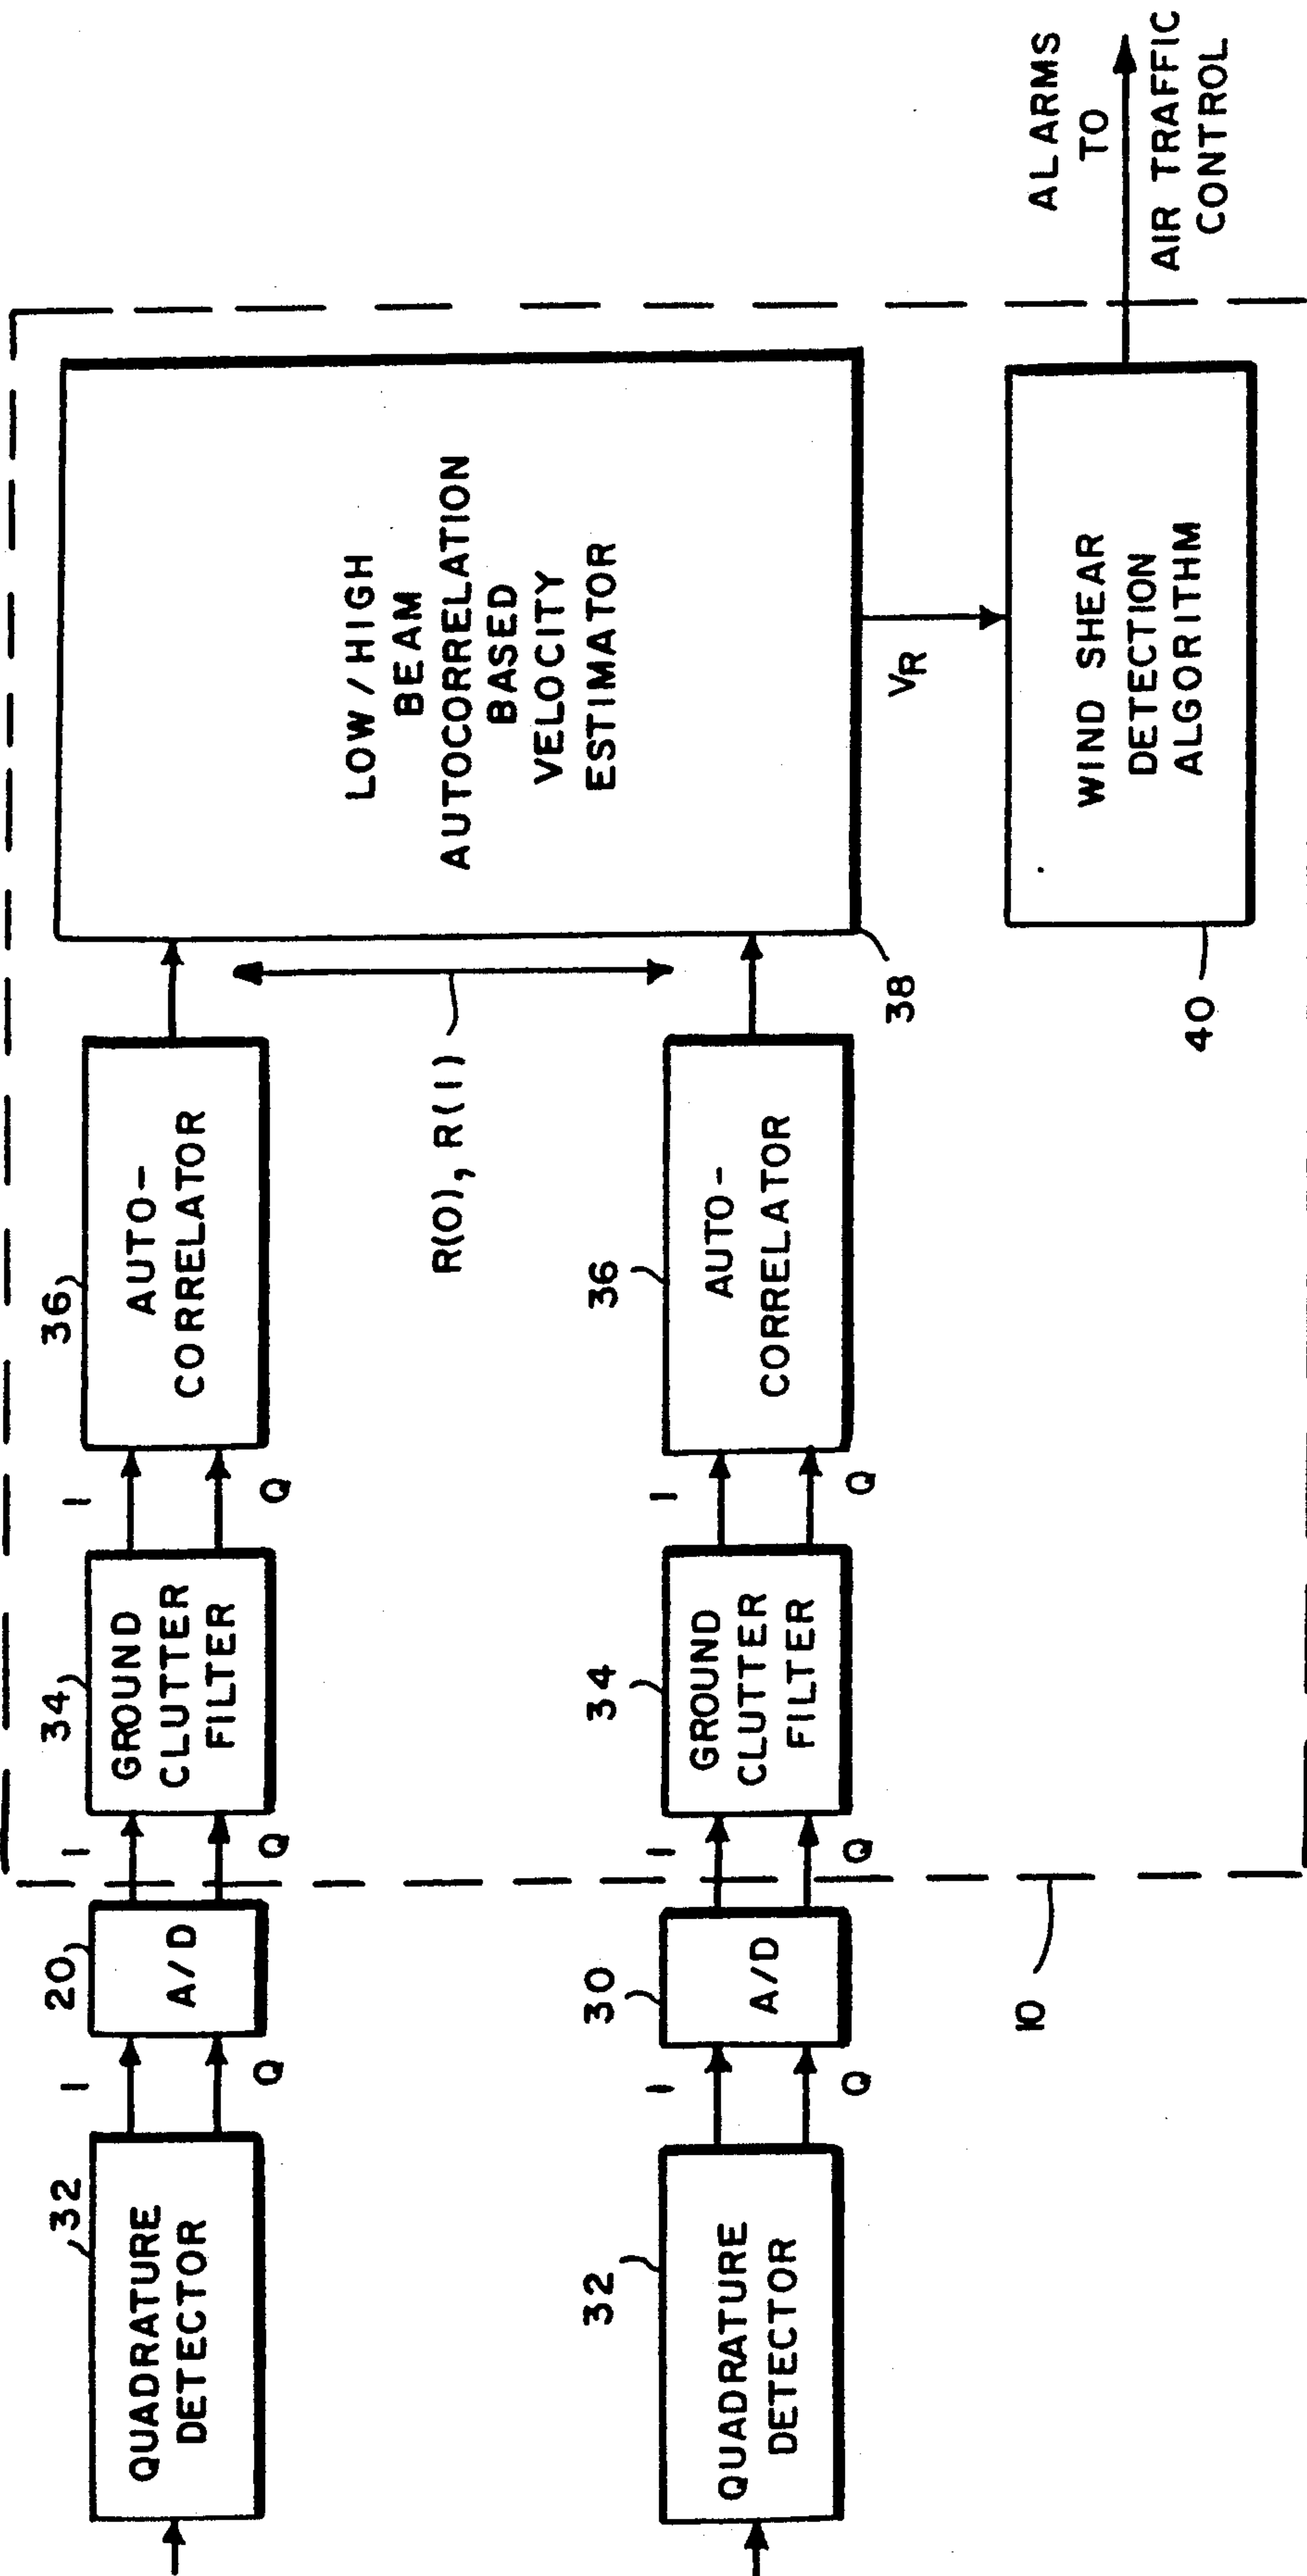 32
QUADRATURE
DETECTOR
I
Q
20
A/D
I
Q
34
GROUND
CLUTTER
FILTER
I
Q
36
AUTO-
CORRELATOR
32
QUADRATURE
DETECTOR
I
Q
30
A/D
I
Q
34
GROUND
CLUTTER
FILTER
I
Q
36
AUTO-
CORRELATOR
R(0), R(1)
LOW/HIGH
BEAM
AUTOCORRELATION
BASED
VELOCITY
ESTIMATOR
38
VR
WIND SHEAR
DETECTION
ALGORITHM
40
10
ALARMS
TO
AIR TRAFFIC
CONTROL